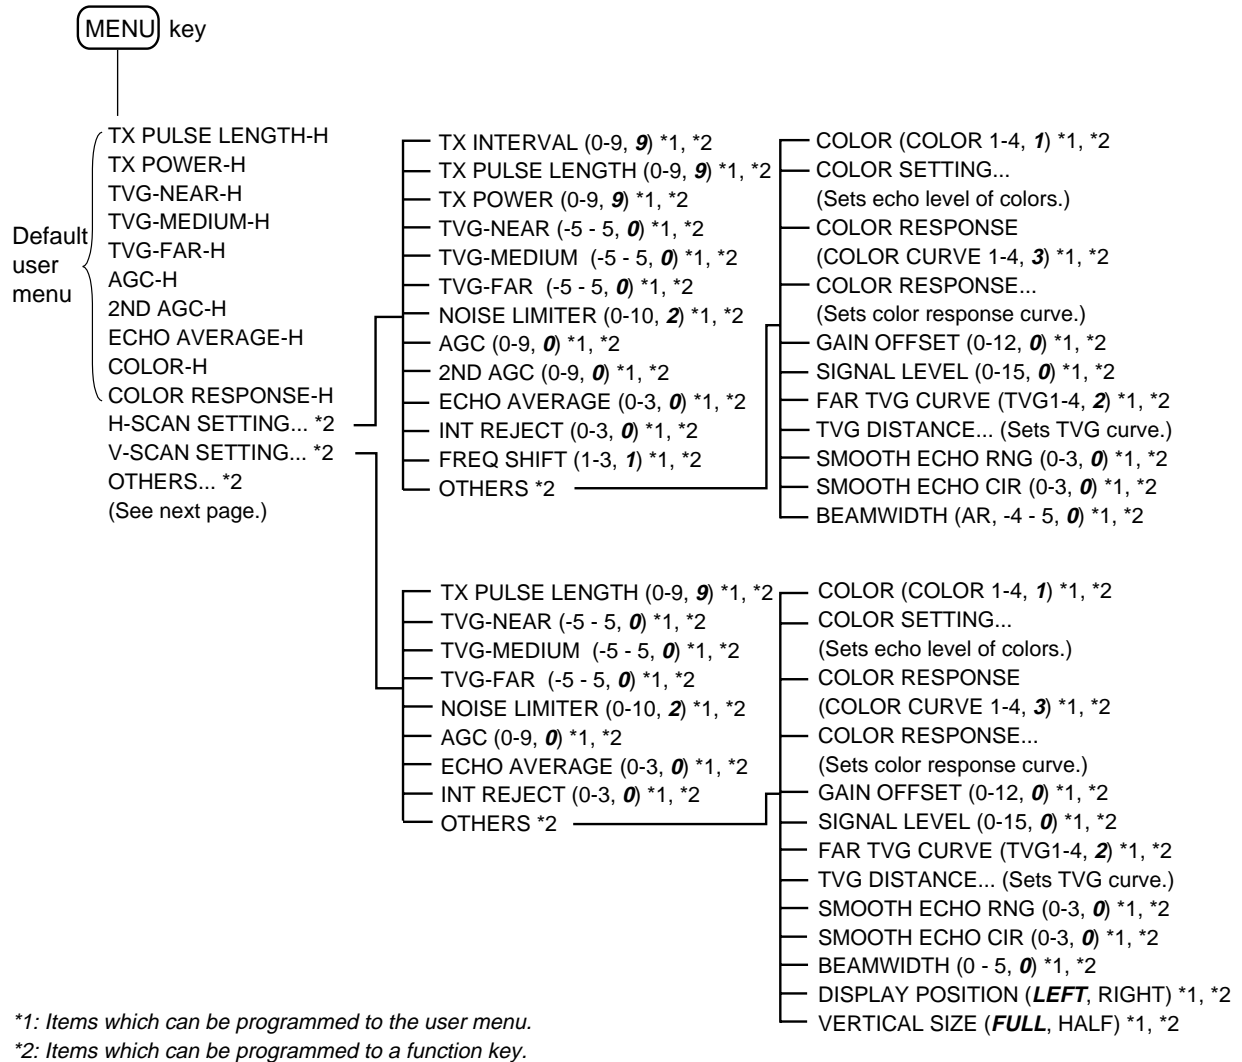 MENU key
Default
user
menu
TX PULSE LENGTH-H
TX POWER-H
TVG-NEAR-H
TVG-MEDIUM-H
TVG-FAR-H
AGC-H
2ND AGC-H
ECHO AVERAGE-H
COLOR-H
COLOR RESPONSE-H
H-SCAN SETTING... *2
V-SCAN SETTING... *2
OTHERS... *2
(See next page.)
TX INTERVAL (0-9, 9) *1, *2
TX PULSE LENGTH (0-9, 9) *1, *2
TX POWER (0-9, 9) *1, *2
TVG-NEAR (-5 - 5, 0) *1, *2
TVG-MEDIUM (-5 - 5, 0) *1, *2
TVG-FAR (-5 - 5, 0) *1, *2
NOISE LIMITER (0-10, 2) *1, *2
AGC (0-9, 0) *1, *2
2ND AGC (0-9, 0) *1, *2
ECHO AVERAGE (0-3, 0) *1, *2
INT REJECT (0-3, 0) *1, *2
FREQ SHIFT (1-3, 1) *1, *2
OTHERS *2
COLOR (COLOR 1-4, 1) *1, *2
COLOR SETTING...
(Sets echo level of colors.)
COLOR RESPONSE
(COLOR CURVE 1-4, 3) *1, *2
COLOR RESPONSE...
(Sets color response curve.)
GAIN OFFSET (0-12, 0) *1, *2
SIGNAL LEVEL (0-15, 0) *1, *2
FAR TVG CURVE (TVG1-4, 2) *1, *2
TVG DISTANCE... (Sets TVG curve.)
SMOOTH ECHO RNG (0-3, 0) *1, *2
SMOOTH ECHO CIR (0-3, 0) *1, *2
BEAMWIDTH (AR, -4 - 5, 0) *1, *2
TX PULSE LENGTH (0-9, 9) *1, *2
TVG-NEAR (-5 - 5, 0) *1, *2
TVG-MEDIUM (-5 - 5, 0) *1, *2
TVG-FAR (-5 - 5, 0) *1, *2
NOISE LIMITER (0-10, 2) *1, *2
AGC (0-9, 0) *1, *2
ECHO AVERAGE (0-3, 0) *1, *2
INT REJECT (0-3, 0) *1, *2
OTHERS *2
COLOR (COLOR 1-4, 1) *1, *2
COLOR SETTING...
(Sets echo level of colors.)
COLOR RESPONSE
(COLOR CURVE 1-4, 3) *1, *2
COLOR RESPONSE...
(Sets color response curve.)
GAIN OFFSET (0-12, 0) *1, *2
SIGNAL LEVEL (0-15, 0) *1, *2
FAR TVG CURVE (TVG1-4, 2) *1, *2
TVG DISTANCE... (Sets TVG curve.)
SMOOTH ECHO RNG (0-3, 0) *1, *2
SMOOTH ECHO CIR (0-3, 0) *1, *2
BEAMWIDTH (0 - 5, 0) *1, *2
DISPLAY POSITION (LEFT, RIGHT) *1, *2
VERTICAL SIZE (FULL, HALF) *1, *2
*1: Items which can be programmed to the user menu.
*2: Items which can be programmed to a function key.